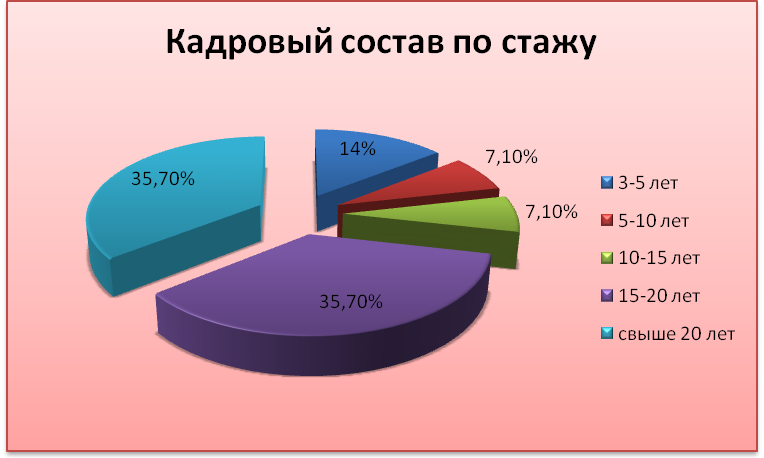 Кадровый состав по стажу
14%
7,10%
7,10%
35,70%
35,70%
3-5 лет
5-10 лет
10-15 лет
15-20 лет
свыше 20 лет